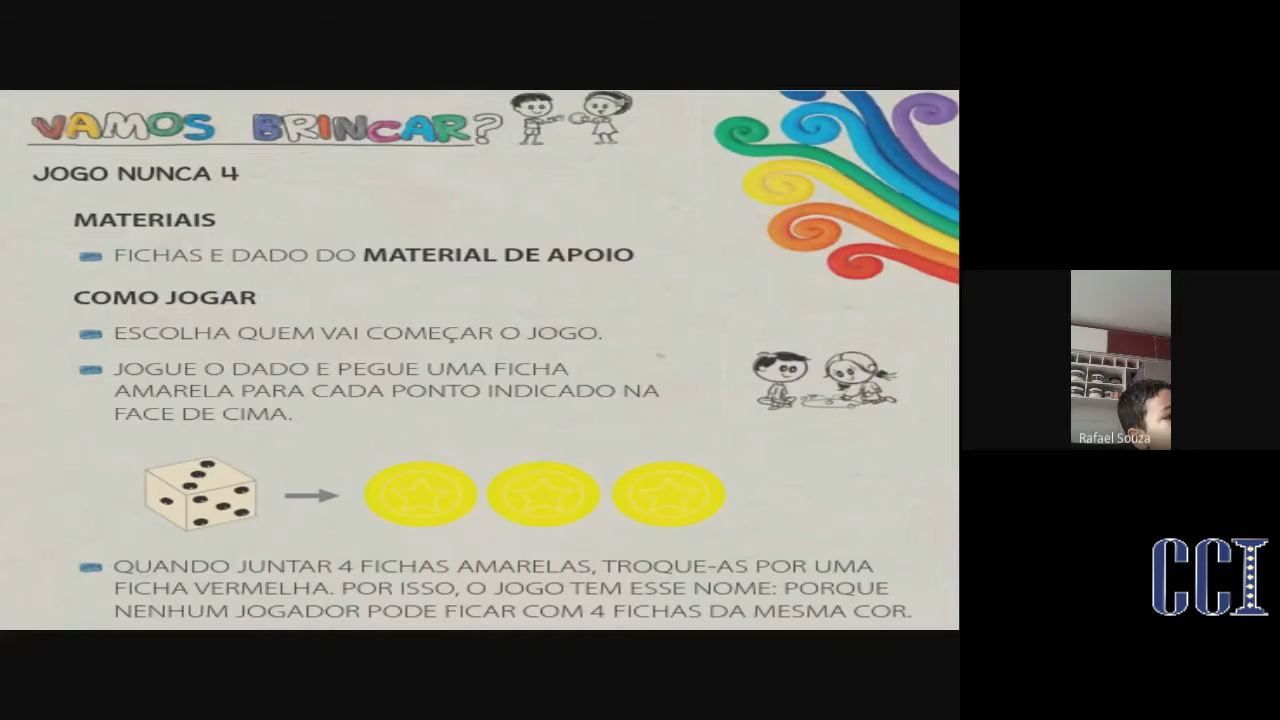 VAMOS BRINCAR?
JOGO NUNCA 4
MATERIAIS
FICHAS E DADO DO MATERIAL DE APOIO
COMO JOGAR
ESCOLHA QUEM VAI COMEÇAR O JOGO.
JOGUE O DADO E PEGUE UMA FICHA
AMARELA PARA CADA PONTO INDICADO NA
FACE DE CIMA.
QUANDO JUNTAR 4 FICHAS AMARELAS, TROQUE-AS POR UMA
FICHA VERMELHA. POR ISSO, O JOGO TEM ESSE NOME: PORQUE
NENHUM JOGADOR PODE FICAR COM 4 FICHAS DA MESMA COR.
Rafael Souza
CCI